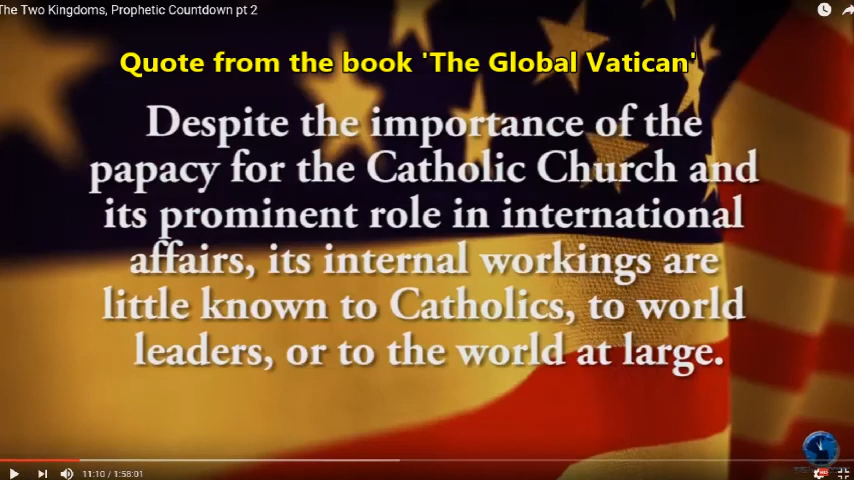 The Two Kingdoms, Prophetic Countdown pt 2
Quote from the book 'The Global Vatican'
Despite the importance of the
papacy for the Catholic Church and
its prominent role in international
affairs, its internal workings are
little known to Catholics, to world
leaders, or to the world at large.
11:10 / 1:58:01